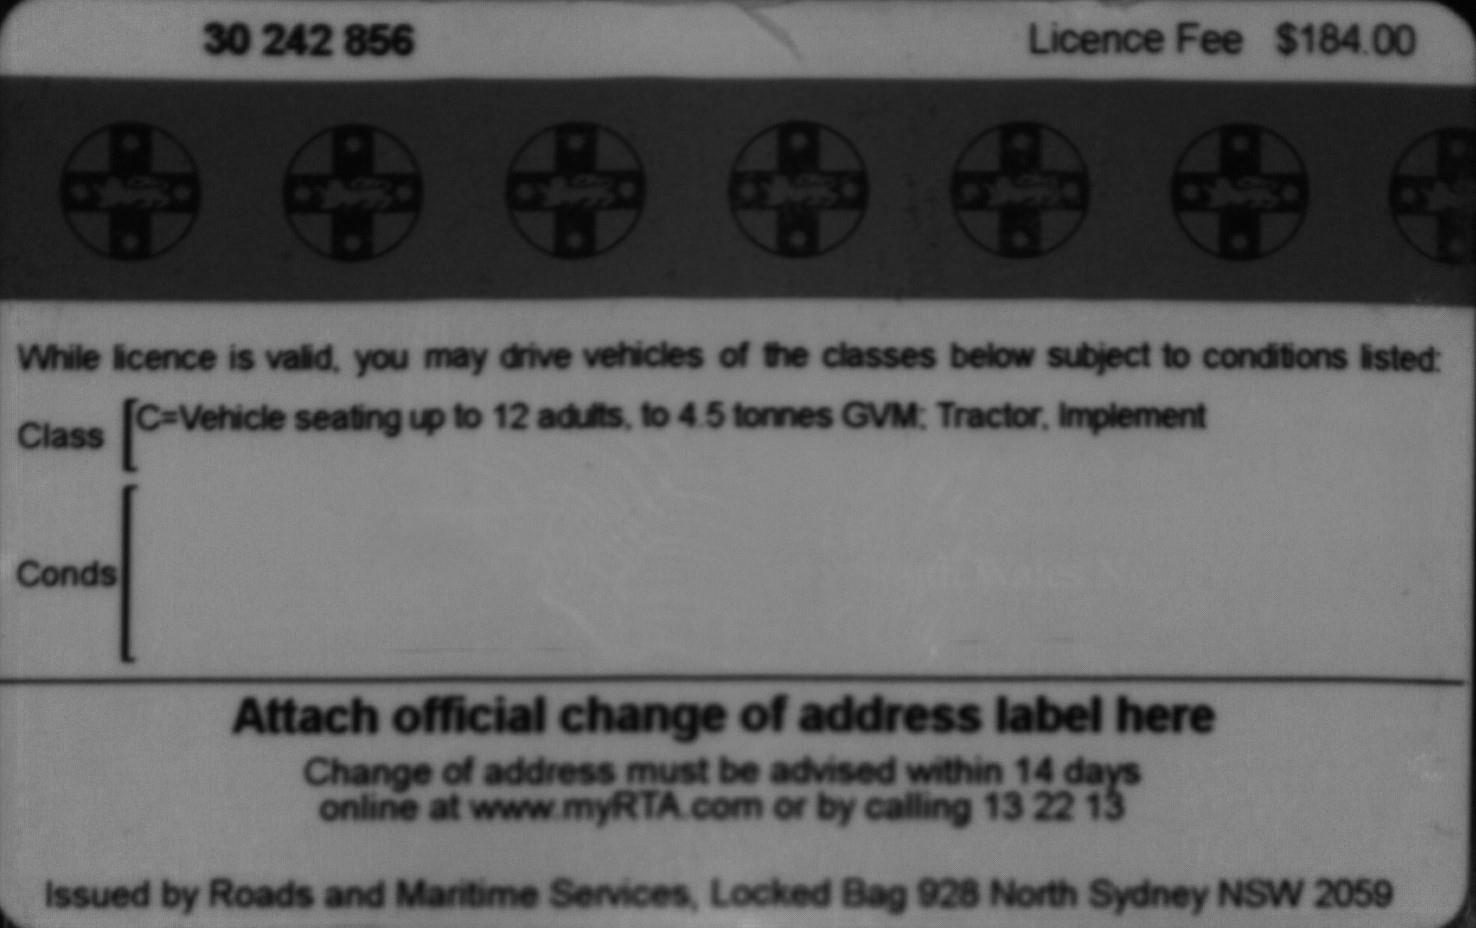 30 242 856 Licence Fee $184.00
While licence is valid, you may drive vehicles of the classes below subject to conditions listed:
Class [C=Vehicle seating up to 12 adults, to 4.5 tonnes GVM; Tractor, Implement
Conds [
Attach official change of address label here
Change of address must be advised within 14 days
online at www.myRTA.com or by calling 13 22 13
Issued by Roads and Maritime Services, Locked Bag 928 North Sydney NSW 2059